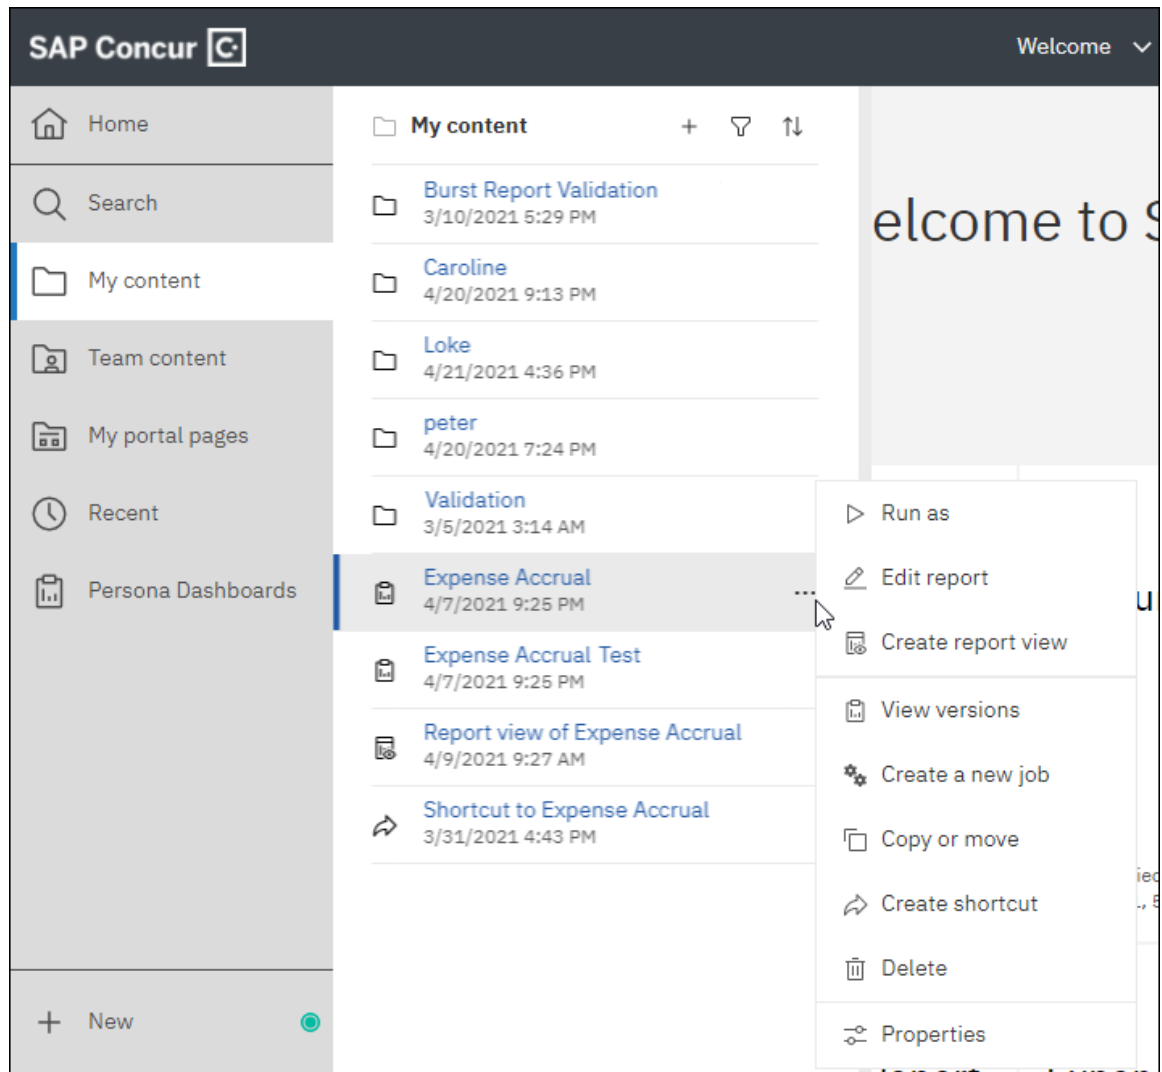 SAP Concur C
Welcome
Home
Search
My content
Team content
My portal pages
Recent
Persona Dashboards
New
My content
Burst Report Validation
3/10/2021 5:29 PM
Caroline
4/20/2021 9:13 PM
Loke
4/21/2021 4:36 PM
peter
4/20/2021 7:24 PM
Validation
3/5/2021 3:14 AM
Expense Accrual
4/7/2021 9:25 PM
Expense Accrual Test
4/7/2021 9:25 PM
Report view of Expense Accrual
4/9/2021 9:27 AM
Shortcut to Expense Accrual
3/31/2021 4:43 PM
elcome to S
Run as
Edit report
Create report view
View versions
Create a new job
Copy or move
Create shortcut
Delete
Properties